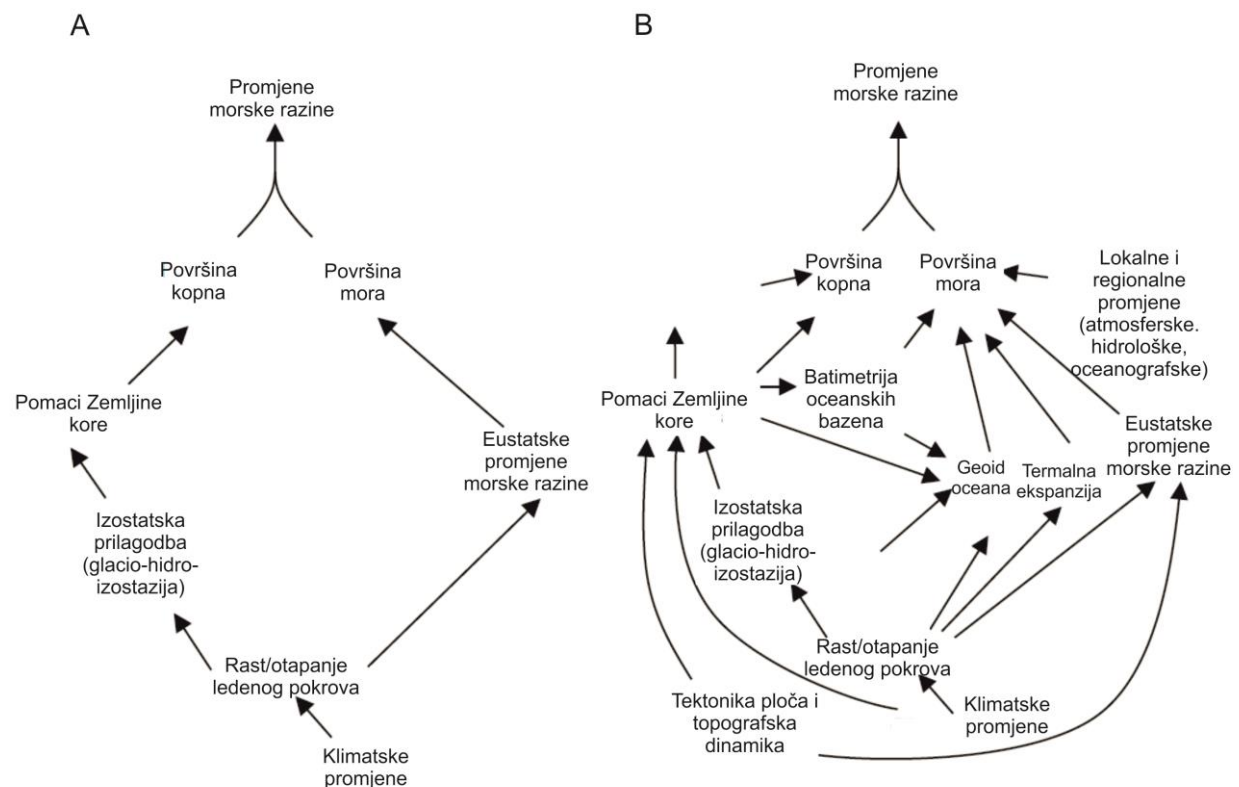 A
Promjene
morske razine
Površina
kopna
Površina
mora
Pomaci Zemljine
kore
Eustatske
promjene
morske razine
Izostatska
prilagodba
(glacio-hidro-
izostazija)
Rast/otapanje
ledenog pokrova
Klimatske
promjene
B
Promjene
morske razine
Površina
kopna
Površina
mora
Lokalne i
regionalne
promjene
(atmosferske.
hidrološke,
oceanografske)
Pomaci Zemljine
kore
Batimetrija
oceanskih
bazena
Eustatske
promjene
morske razine
Geoid
oceana
Termalna
ekspanzija
Izostatska
prilagodba
(glacio-hidro-
izostazija)
Rast/otapanje
ledenog pokrova
Tektonika ploča i
topografska
dinamika
Klimatske
promjene